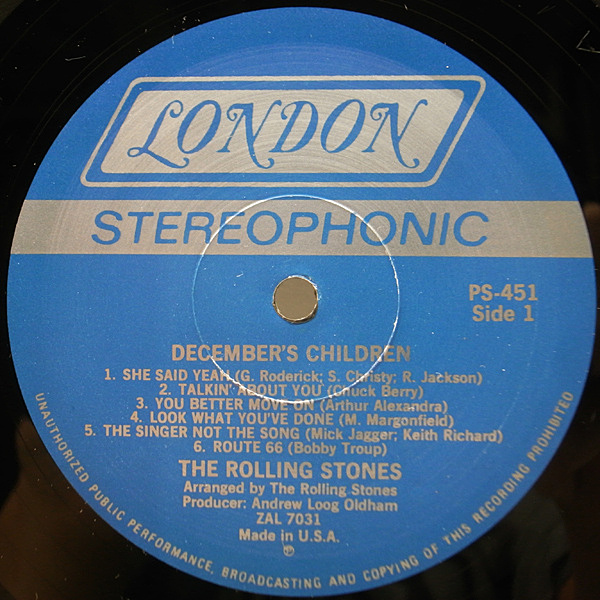 LONDON
STEREOPHONIC
PS-451
Side 1
DECEMBER'S CHILDREN
1. SHE SAID YEAH (G. Roderick; S. Christy; R. Jackson)
2. TALKIN' ABOUT YOU (Chuck Berry)
3. YOU BETTER MOVE ON (Arthur Alexandra)
4. LOOK WHAT YOU'VE DONE (M. Margonfield)
5. THE SINGER NOT THE SONG (Mick Jagger; Keith Richard)
6. ROUTE 66 (Bobby Troup)
THE ROLLING STONES
Arranged by The Rolling Stones
Producer: Andrew Loog Oldham
ZAL 7031
Made in U.S.A.
℗
UNAUTHORIZED PUBLIC PERFORMANCE, BROADCASTING AND COPYING OF THIS RECORDING PROHIBITED